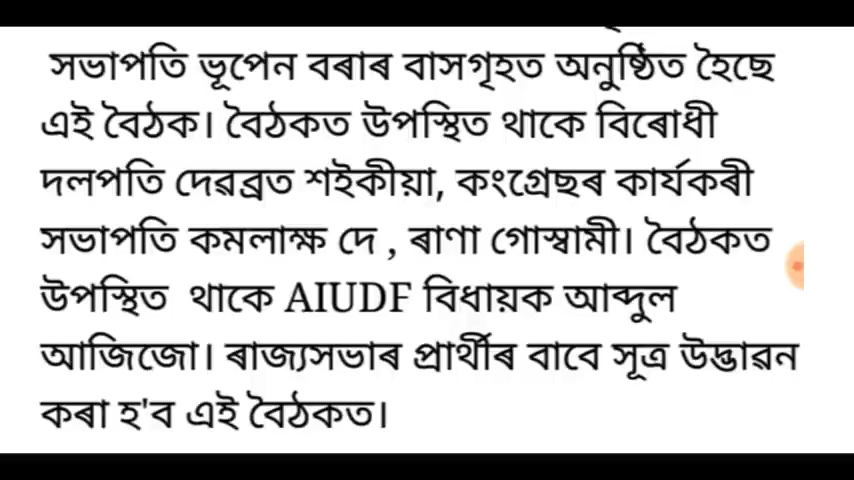 সভাপতি ভূপেন বৰাৰ বাসগৃহত অনুষ্ঠিত হৈছে
এই বৈঠক। বৈঠকত উপস্থিত থাকে বিৰোধী
দলপতি দেৱব্ৰত শইকীয়া, কংগ্ৰেছৰ কাৰ্যকৰী
সভাপতি কমলাক্ষ দে , ৰাণা গোস্বামী। বৈঠকত
উপস্থিত থাকে AIUDF বিধায়ক আব্দুল
আজিজো। ৰাজ্যসভাৰ প্ৰাৰ্থীৰ বাবে সূত্ৰ উদ্ভাৱন
কৰা হ'ব এই বৈঠকত।